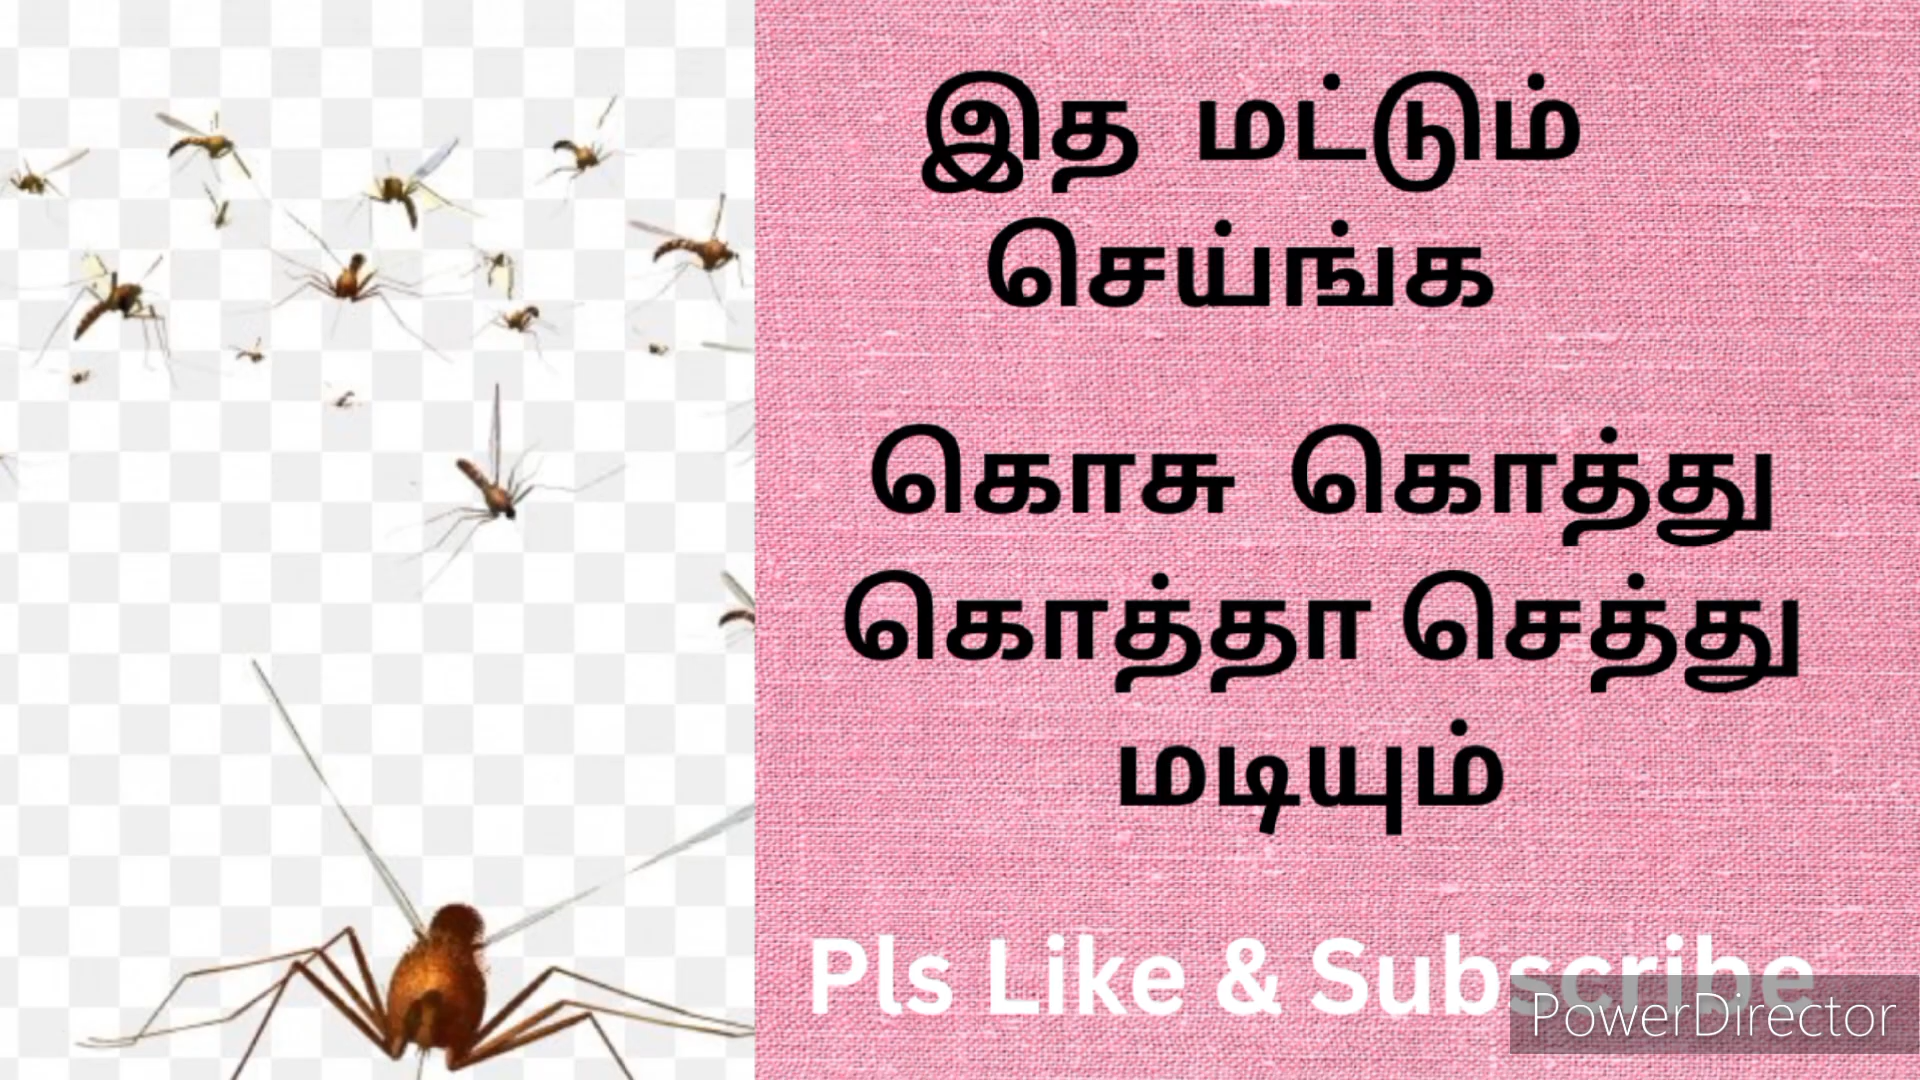 இத மட்டும்
செய்ங்க
கொசு கொத்து
கொத்தா செத்து
மடியும்
Pls Like & Subscribe
PowerDirector